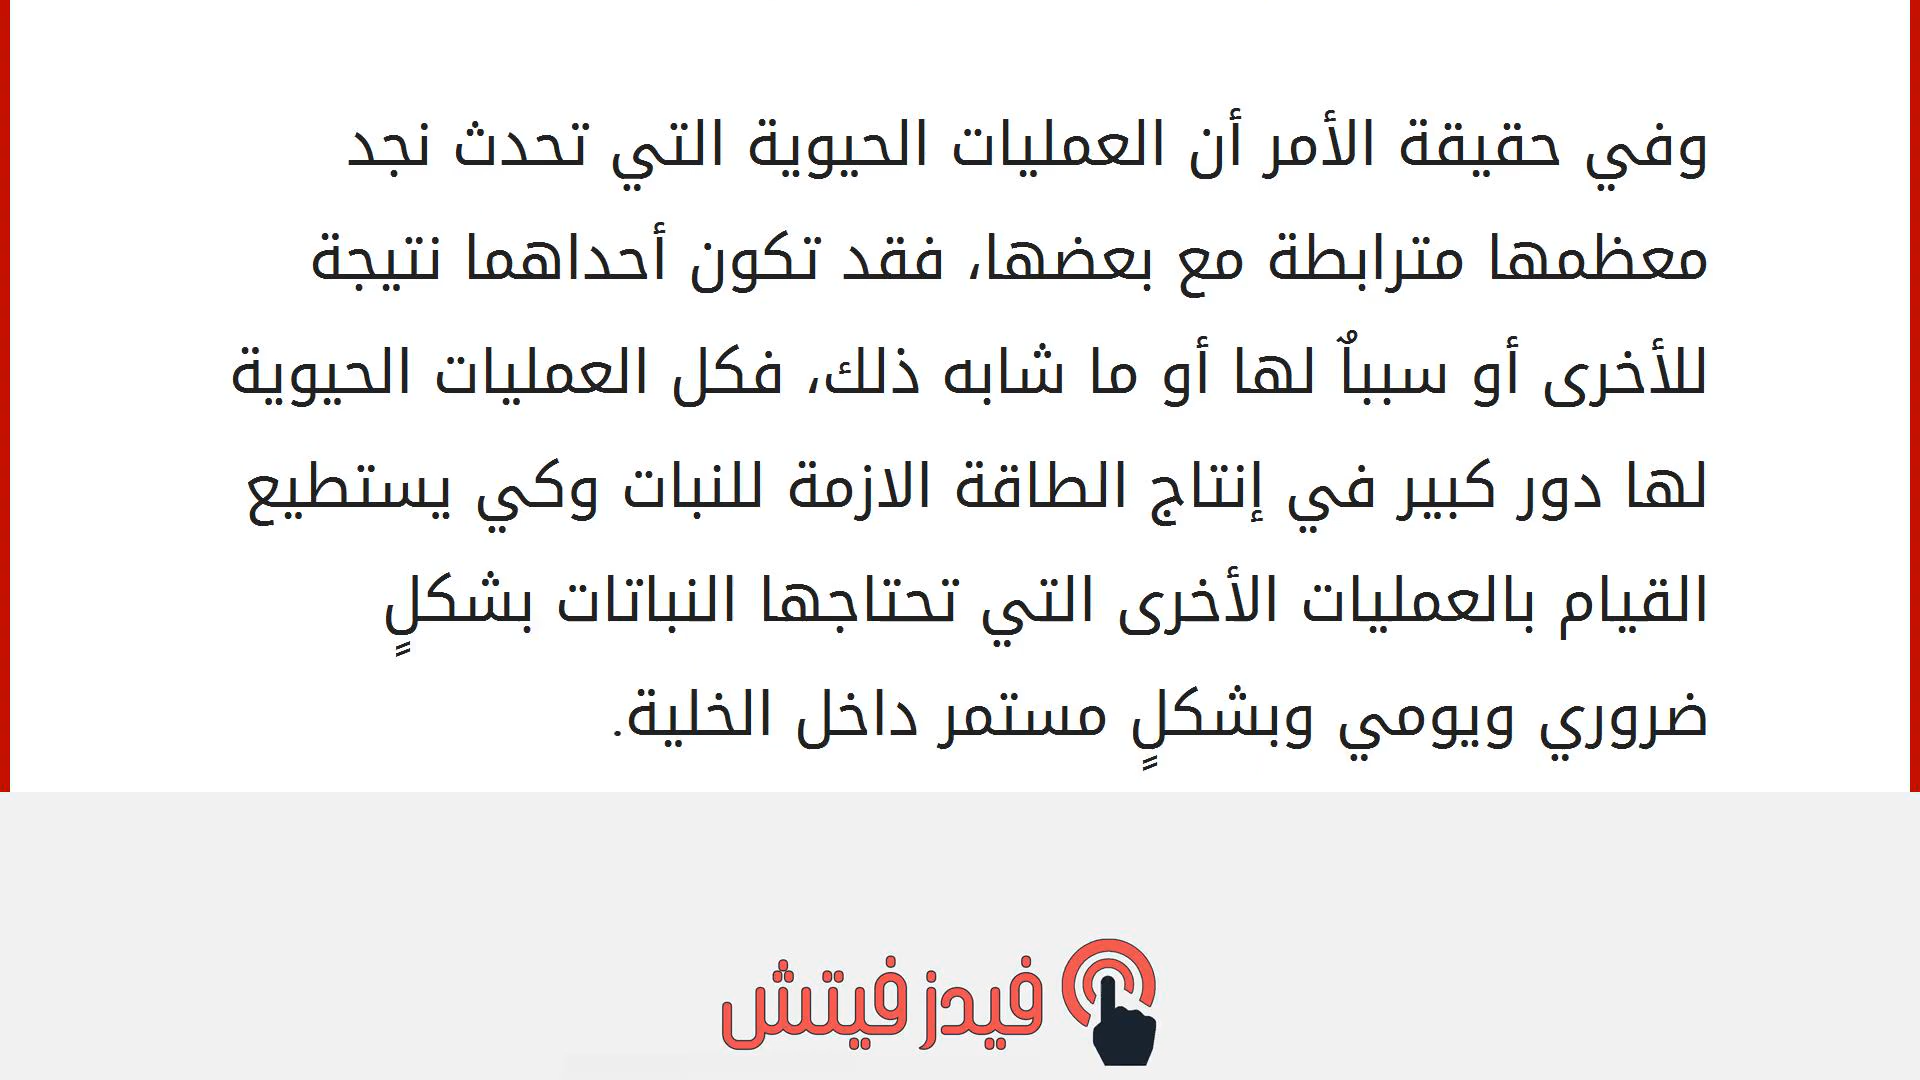 وفي حقيقة الأمر أن العمليات الحيوية التي تحدث نجد
معظمها مترابطة مع بعضها، فقد تكون أحداهما نتيجة
للأخرى أو سبباٌ لها أو ما شابه ذلك، فكل العمليات الحيوية
لها دور كبير في إنتاج الطاقة الازمة للنبات وكي يستطيع
القيام بالعمليات الأخرى التي تحتاجها النباتات بشكلٍ
ضروري ويومي وبشكلٍ مستمر داخل الخلية.
فيدز فيتش